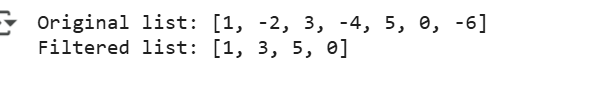 Original list: [1, -2, 3, -4, 5, 0, -6]
Filtered list: [1, 3, 5, 0]